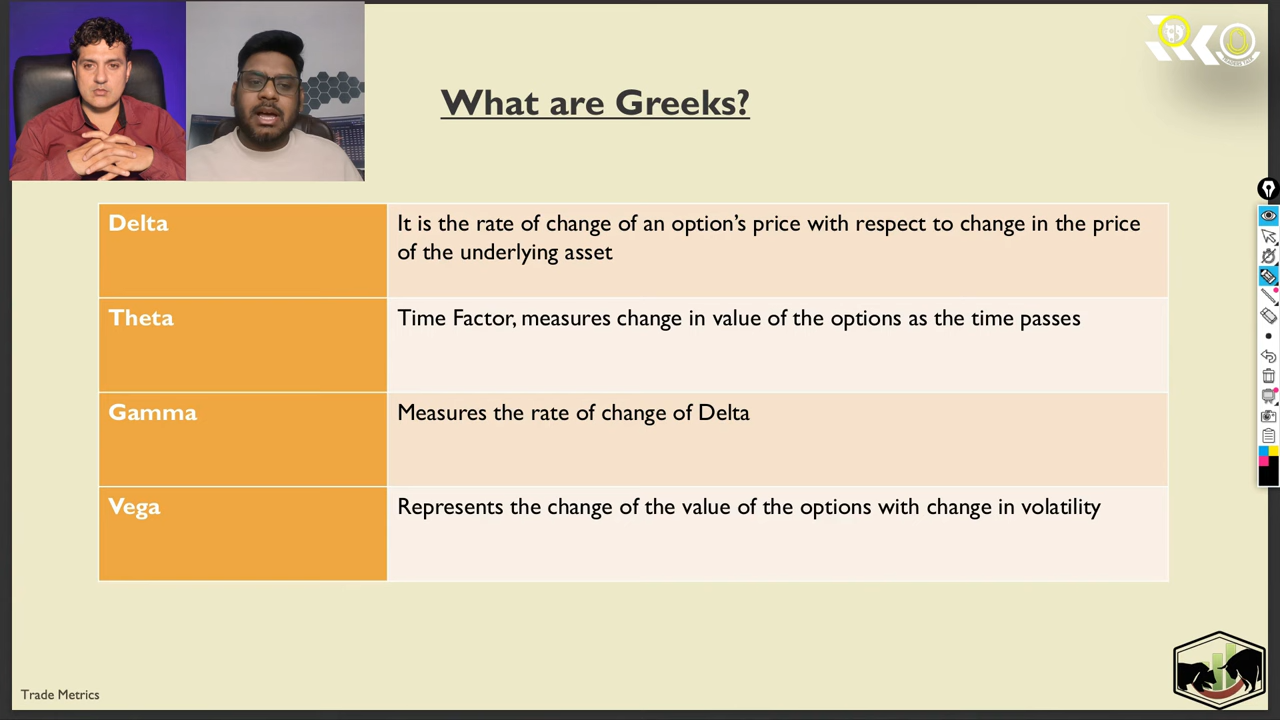 What are Greeks?
Delta
It is the rate of change of an option’s price with respect to change in the price
of the underlying asset
Theta
Time Factor, measures change in value of the options as the time passes
Gamma
Measures the rate of change of Delta
Vega
Represents the change of the value of the options with change in volatility
Trade Metrics